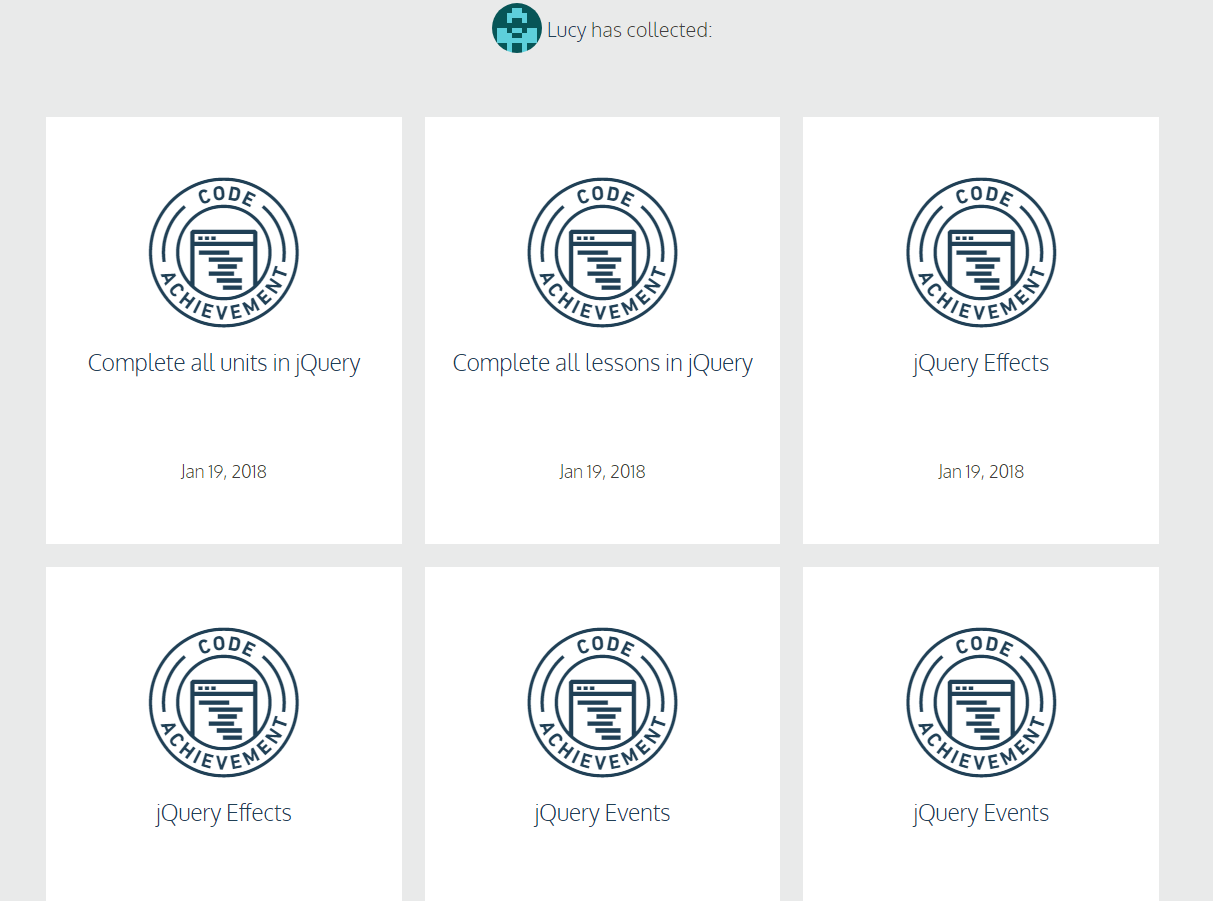 Lucy has collected:
CODE ACHIEVEMENT
Complete all units in jQuery
Jan 19, 2018
CODE ACHIEVEMENT
Complete all lessons in jQuery
Jan 19, 2018
CODE ACHIEVEMENT
jQuery Effects
Jan 19, 2018
CODE ACHIEVEMENT
jQuery Effects
CODE ACHIEVEMENT
jQuery Events
CODE ACHIEVEMENT
jQuery Events